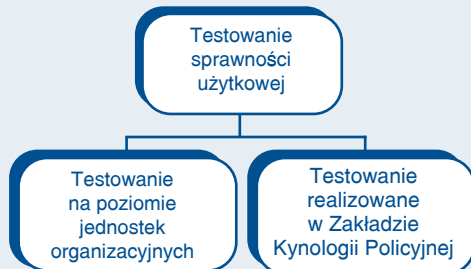 Testowanie
sprawności
użytkowej
Testowanie
na poziomie
jednostek
organizacyjnych
Testowanie
realizowane
w Zakładzie
Kynologii Policyjnej